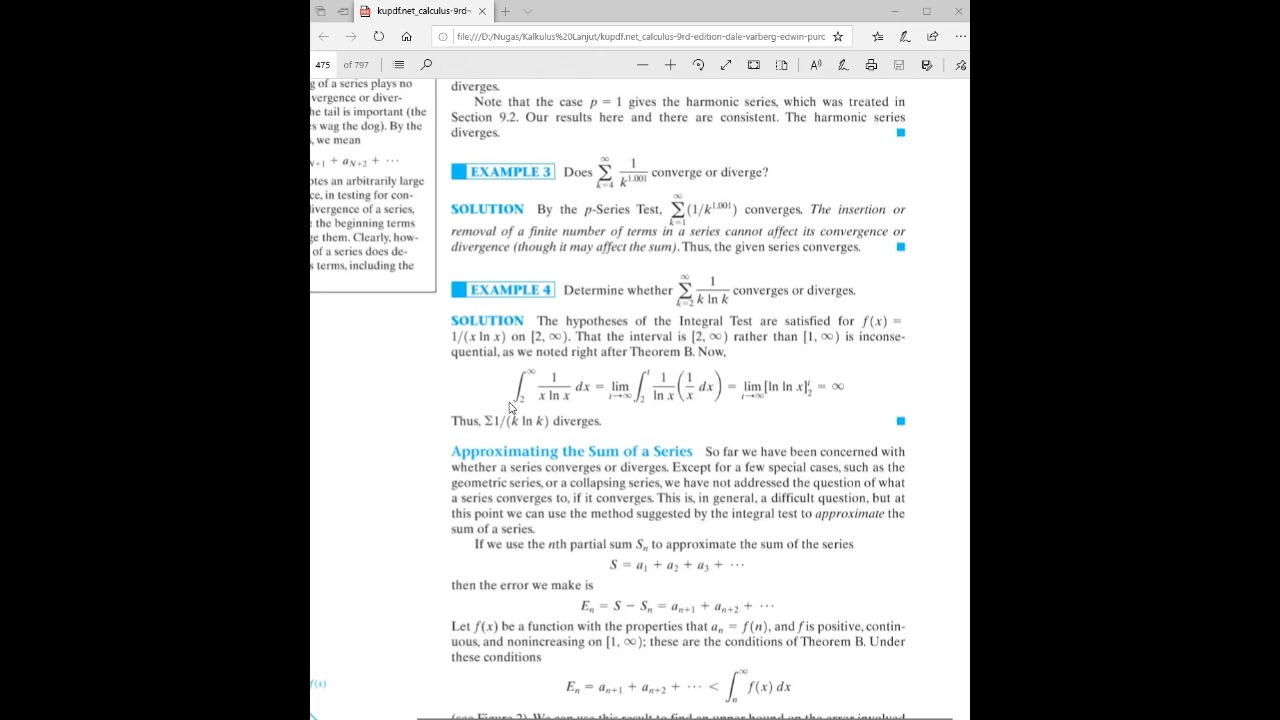 kupdf.net_calculus-9rd-
file:///D:/Nugas/Kalkulus%20Lanjut/kupdf.net_calculus-9rd-edition-dale-varberg-edwin-purc
475 of 797
g of a series plays no
vergence or diver-
he tail is important (the
s wag the dog). By the
, we mean
N+1 + aN+2 + ⋯
otes an arbitrarily large
ce, in testing for con-
divergence of a series,
the beginning terms
ge them. Clearly, how-
of a series does de-
s terms, including the
f(x)
diverges.
Note that the case p = 1 gives the harmonic series, which was treated in
Section 9.2. Our results here and there are consistent. The harmonic series
diverges.
EXAMPLE 3 Does ∑_{k=4}^{∞} 1/k^{1.001} converge or diverge?
SOLUTION By the p-Series Test, ∑_{k=1}^{∞} (1/k^{1.001}) converges. The insertion or
removal of a finite number of terms in a series cannot affect its convergence or
divergence (though it may affect the sum). Thus, the given series converges.
EXAMPLE 4 Determine whether ∑_{k=2}^{∞} 1/(k ln k) converges or diverges.
SOLUTION The hypotheses of the Integral Test are satisfied for f(x) =
1/(x ln x) on [2, ∞). That the interval is [2, ∞) rather than [1, ∞) is inconse-
quential, as we noted right after Theorem B. Now,
∫_2^∞ 1/(x ln x) dx = lim_{t→∞} ∫_2^t 1/(ln x) (1/x dx) = lim_{t→∞} [ln ln x]_2^t = ∞
Thus, Σ1/(k ln k) diverges.
Approximating the Sum of a Series So far we have been concerned with
whether a series converges or diverges. Except for a few special cases, such as the
geometric series, or a collapsing series, we have not addressed the question of what
a series converges to, if it converges. This is, in general, a difficult question, but at
this point we can use the method suggested by the integral test to approximate the
sum of a series.
If we use the nth partial sum Sn to approximate the sum of the series
S = a1 + a2 + a3 + ⋯
then the error we make is
En = S − Sn = an+1 + an+2 + ⋯
Let f(x) be a function with the properties that an = f(n), and f is positive, contin-
uous, and nonincreasing on [1, ∞); these are the conditions of Theorem B. Under
these conditions
En = an+1 + an+2 + ⋯ < ∫_n^∞ f(x) dx